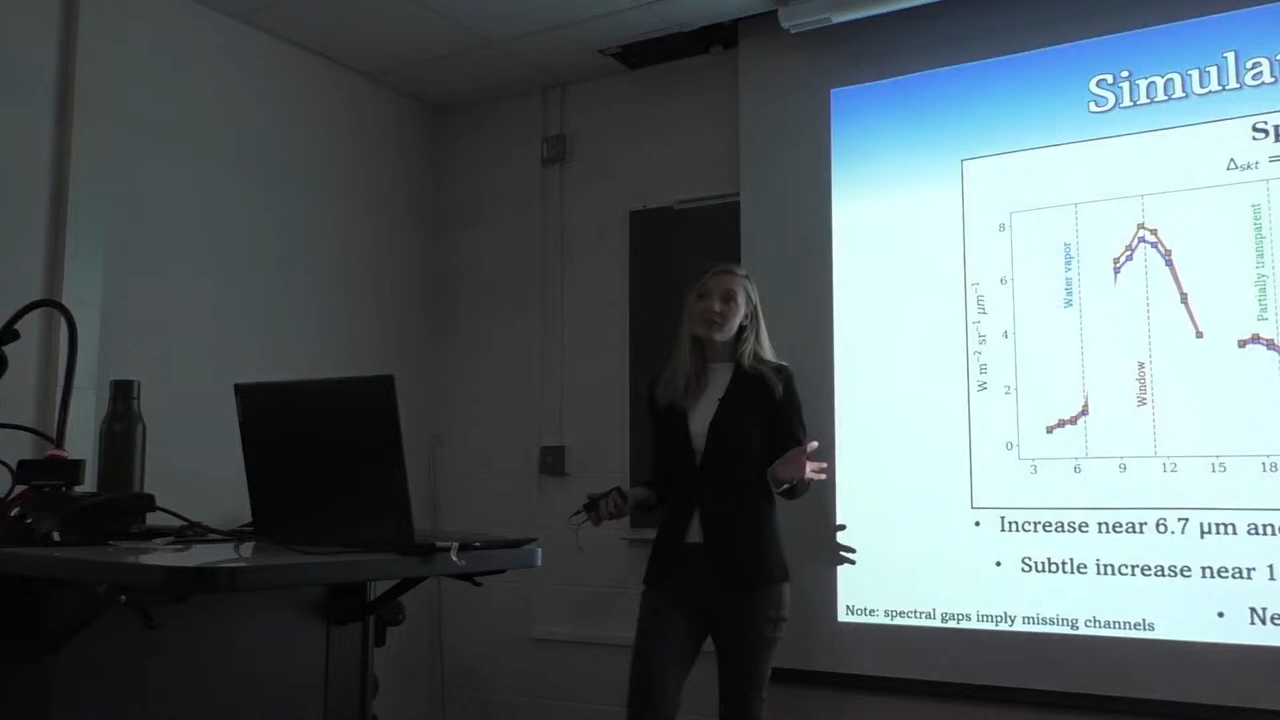 Simulat
Sp
Δskt =
8
6
4
2
0
W m⁻² sr⁻¹ μm⁻¹
Water vapor
Window
Partially transparent
3 6 9 12 15 18
• Increase near 6.7 μm and
• Subtle increase near 1
• Ne
Note: spectral gaps imply missing channels